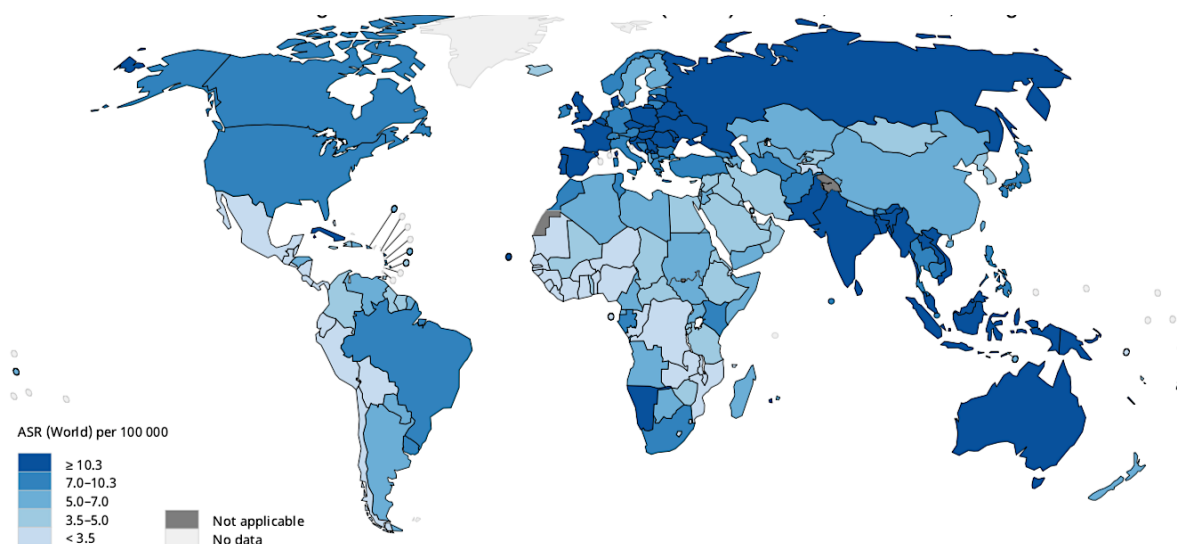 ASR (World) per 100 000
≥ 10.3
7.0–10.3
5.0–7.0
3.5–5.0
< 3.5
Not applicable
No data